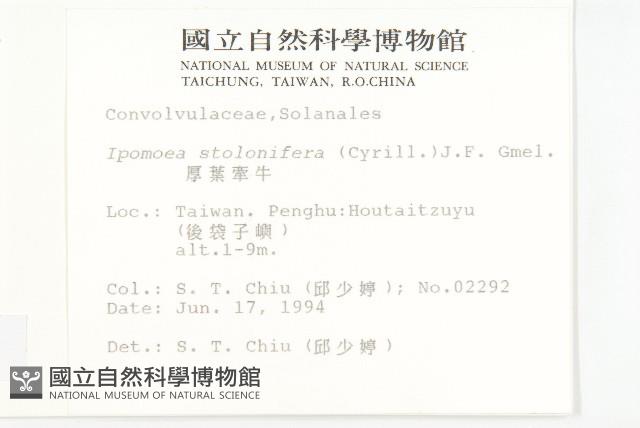 國立自然科學博物館
NATIONAL MUSEUM OF NATURAL SCIENCE
TAICHUNG, TAIWAN, R.O.CHINA
Convolvulaceae,Solanales
Ipomoea stolonifera (Cyrill.)J.F. Gmel.
厚葉牽牛
Loc.: Taiwan. Penghu:Houtaitzuyu
(後袋子嶼)
alt.1-9m.
Col.: S. T. Chiu (邱少婷); No.02292
Date: Jun. 17, 1994
Det.: S. T. Chiu (邱少婷)
國立自然科學博物館
NATIONAL MUSEUM OF NATURAL SCIENCE